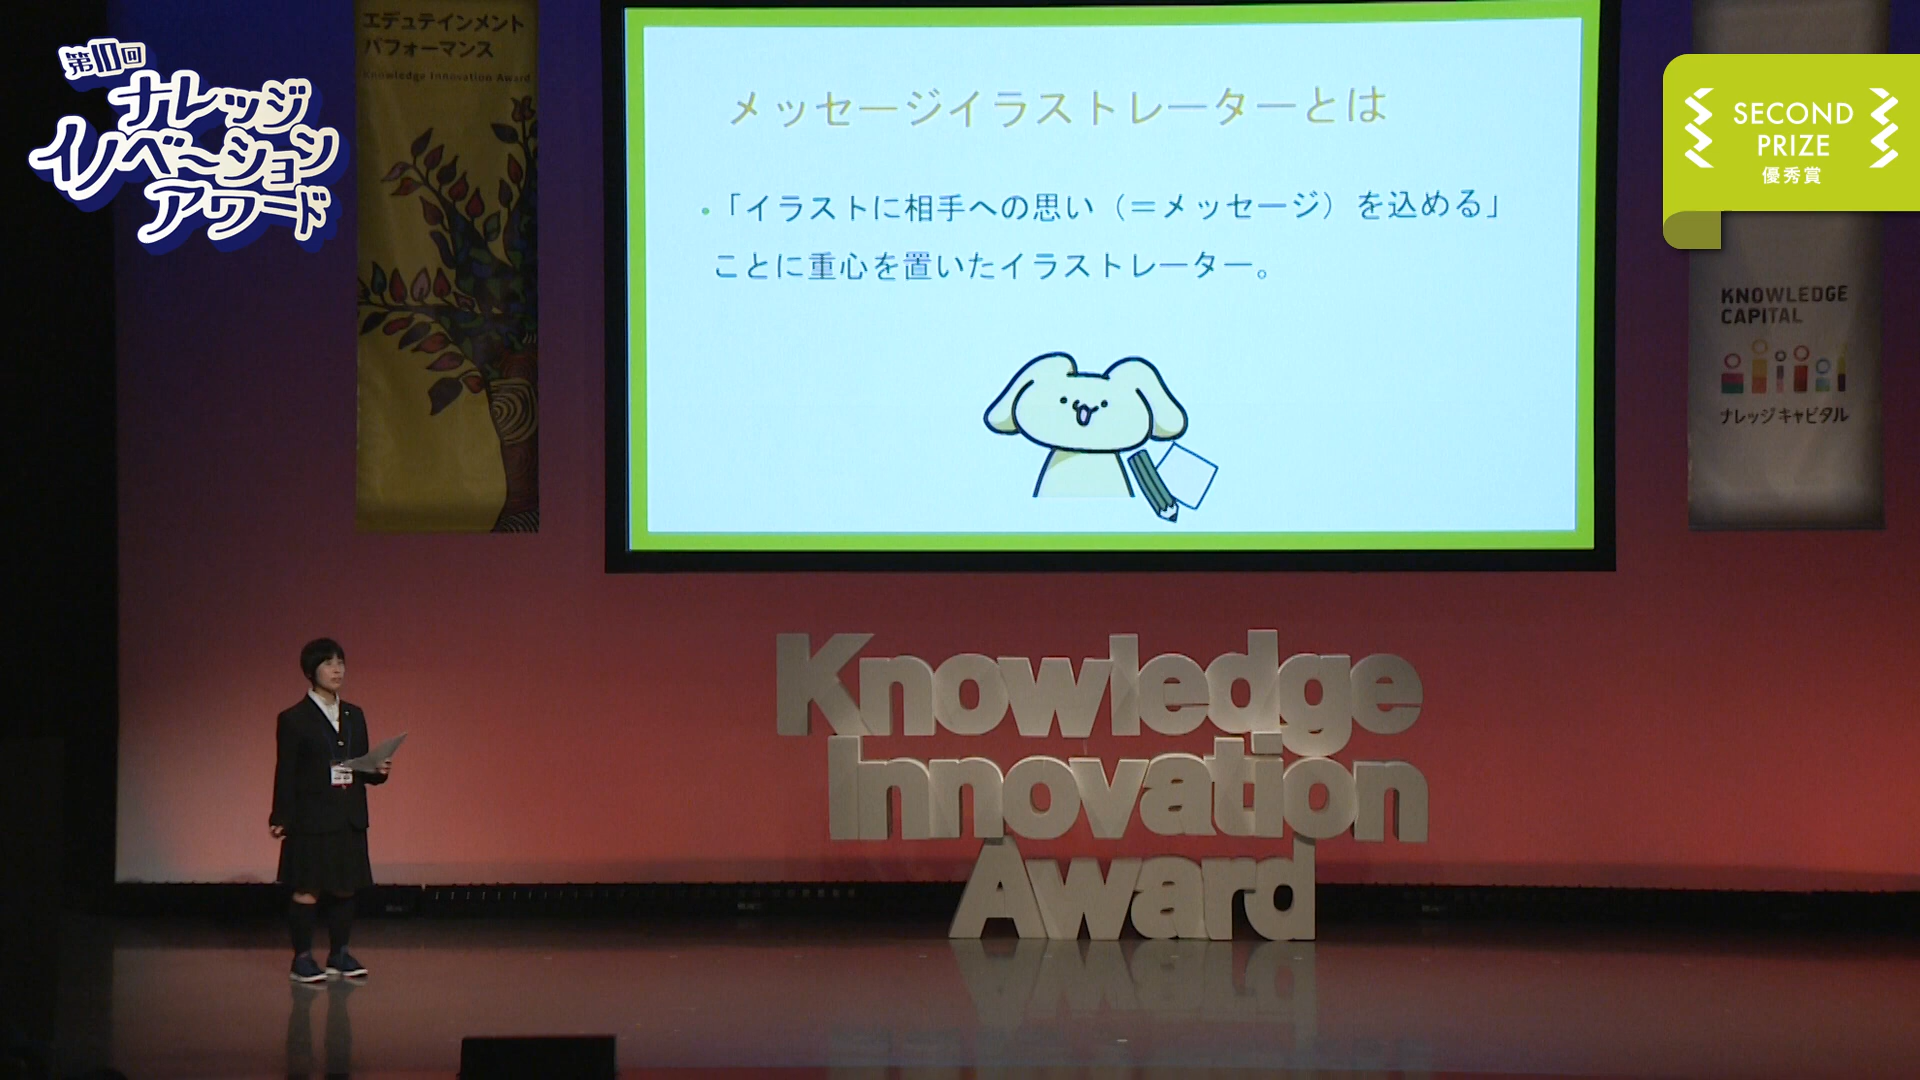 第10回
ナレッジ
イノベーション
アワード
エデュテインメント
パフォーマンス
Knowledge Innovation Award
メッセージイラストレーターとは
・「イラストに相手への思い（＝メッセージ）を込める」
ことに重心を置いたイラストレーター。
SECOND
PRIZE
優秀賞
KNOWLEDGE
CAPITAL
ナレッジキャピタル
Knowledge
Innovation
Award